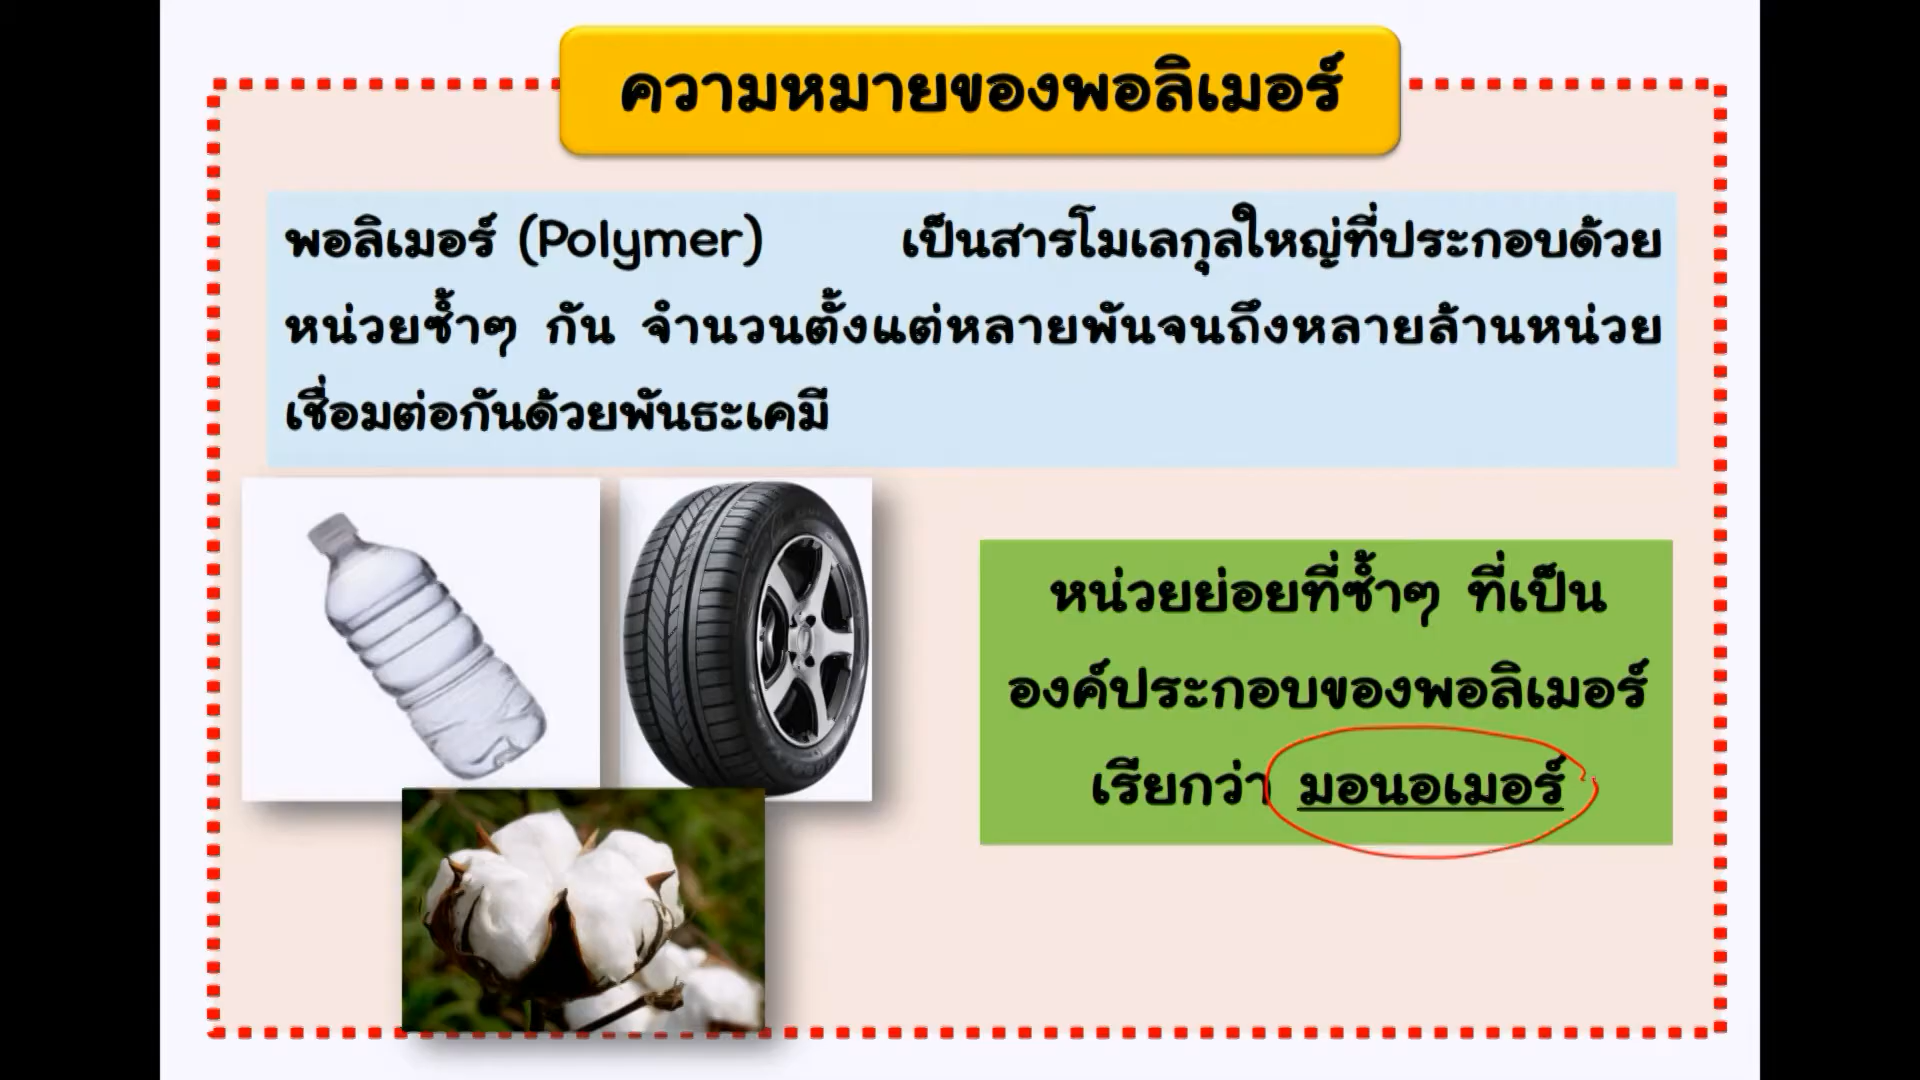 ความหมายของพอลิเมอร์
พอลิเมอร์ (Polymer) เป็นสารโมเลกุลใหญ่ที่ประกอบด้วย
หน่วยซ้ำๆ กัน จำนวนตั้งแต่หลายพันจนถึงหลายล้านหน่วย
เชื่อมต่อกันด้วยพันธะเคมี
หน่วยย่อยที่ซ้ำๆ ที่เป็น
องค์ประกอบของพอลิเมอร์
เรียกว่า มอนอเมอร์